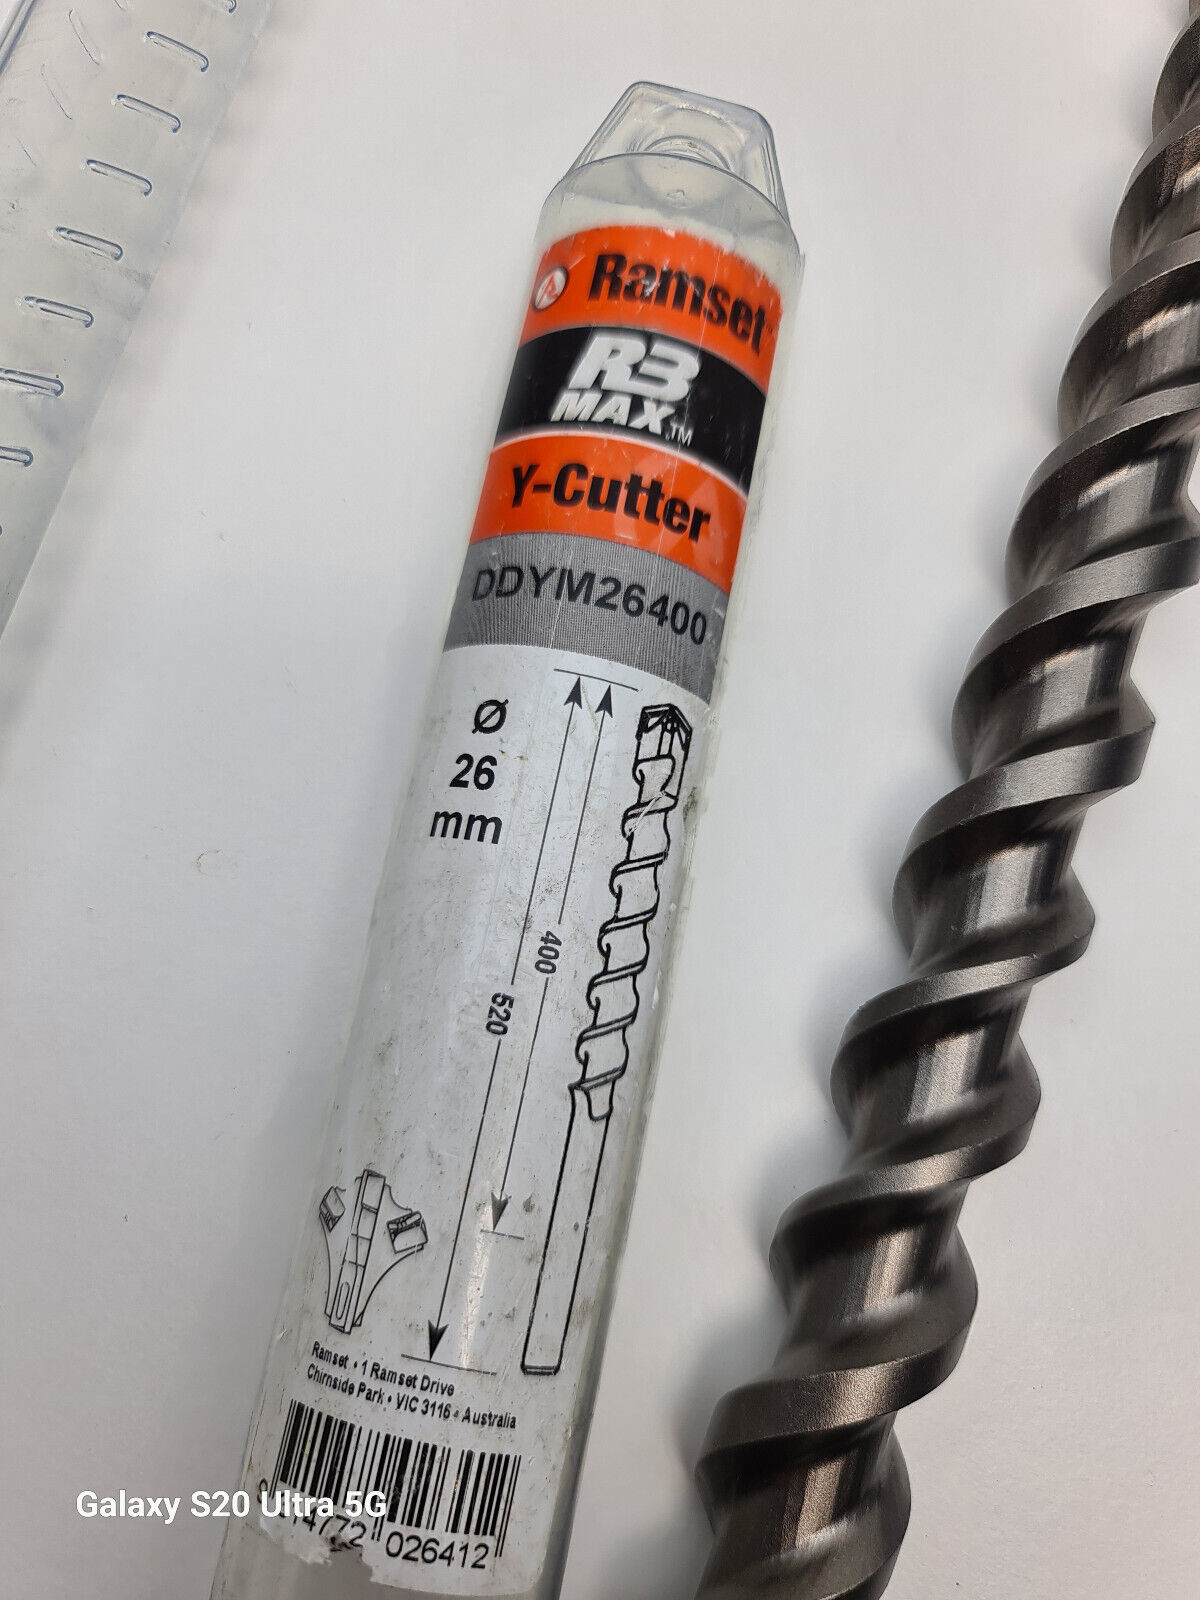 Ramset™
R3
MAX™
Y-Cutter
DDYM26400
Ø
26
mm
400
520
Ramset • 1 Ramset Drive
Chirnside Park • VIC 3116 • Australia
026412
Galaxy S20 Ultra 5G